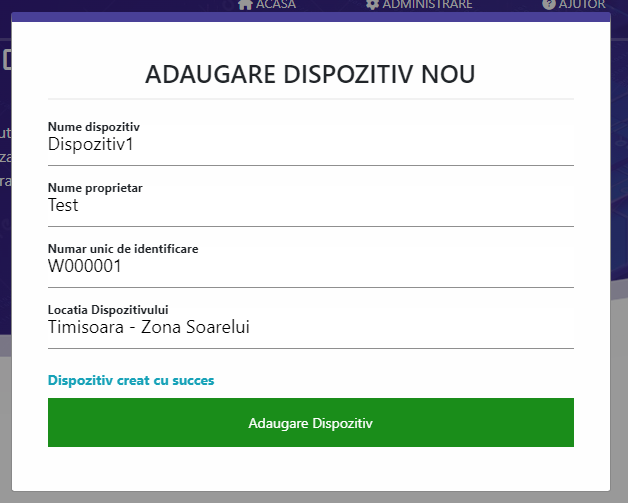 ACASA ADMINISTRARE AJUTOR
ADAUGARE DISPOZITIV NOU
Nume dispozitiv
Dispozitiv1
Nume proprietar
Test
Numar unic de identificare
W000001
Locatia Dispozitivului
Timisoara - Zona Soarelui
Dispozitiv creat cu succes
Adaugare Dispozitiv